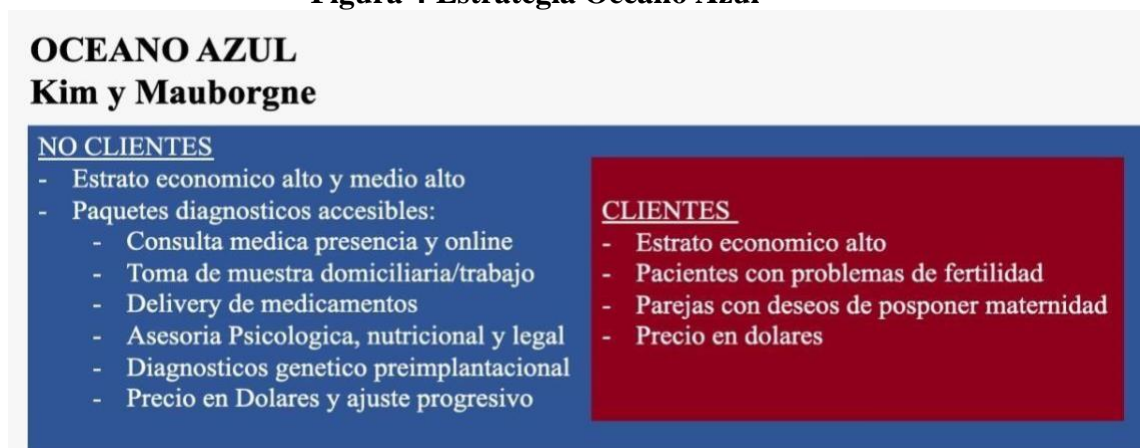 Figura 4 Estrategia Océano Azul
OCEANO AZUL
Kim y Mauborgne
NO CLIENTES
- Estrato economico alto y medio alto
- Paquetes diagnosticos accesibles:
- Consulta medica presencia y online
- Toma de muestra domiciliaria/trabajo
- Delivery de medicamentos
- Asesoria Psicologica, nutricional y legal
- Diagnosticos genetico preimplantacional
- Precio en Dolares y ajuste progresivo
CLIENTES
- Estrato economico alto
- Pacientes con problemas de fertilidad
- Parejas con deseos de posponer maternidad
- Precio en dolares